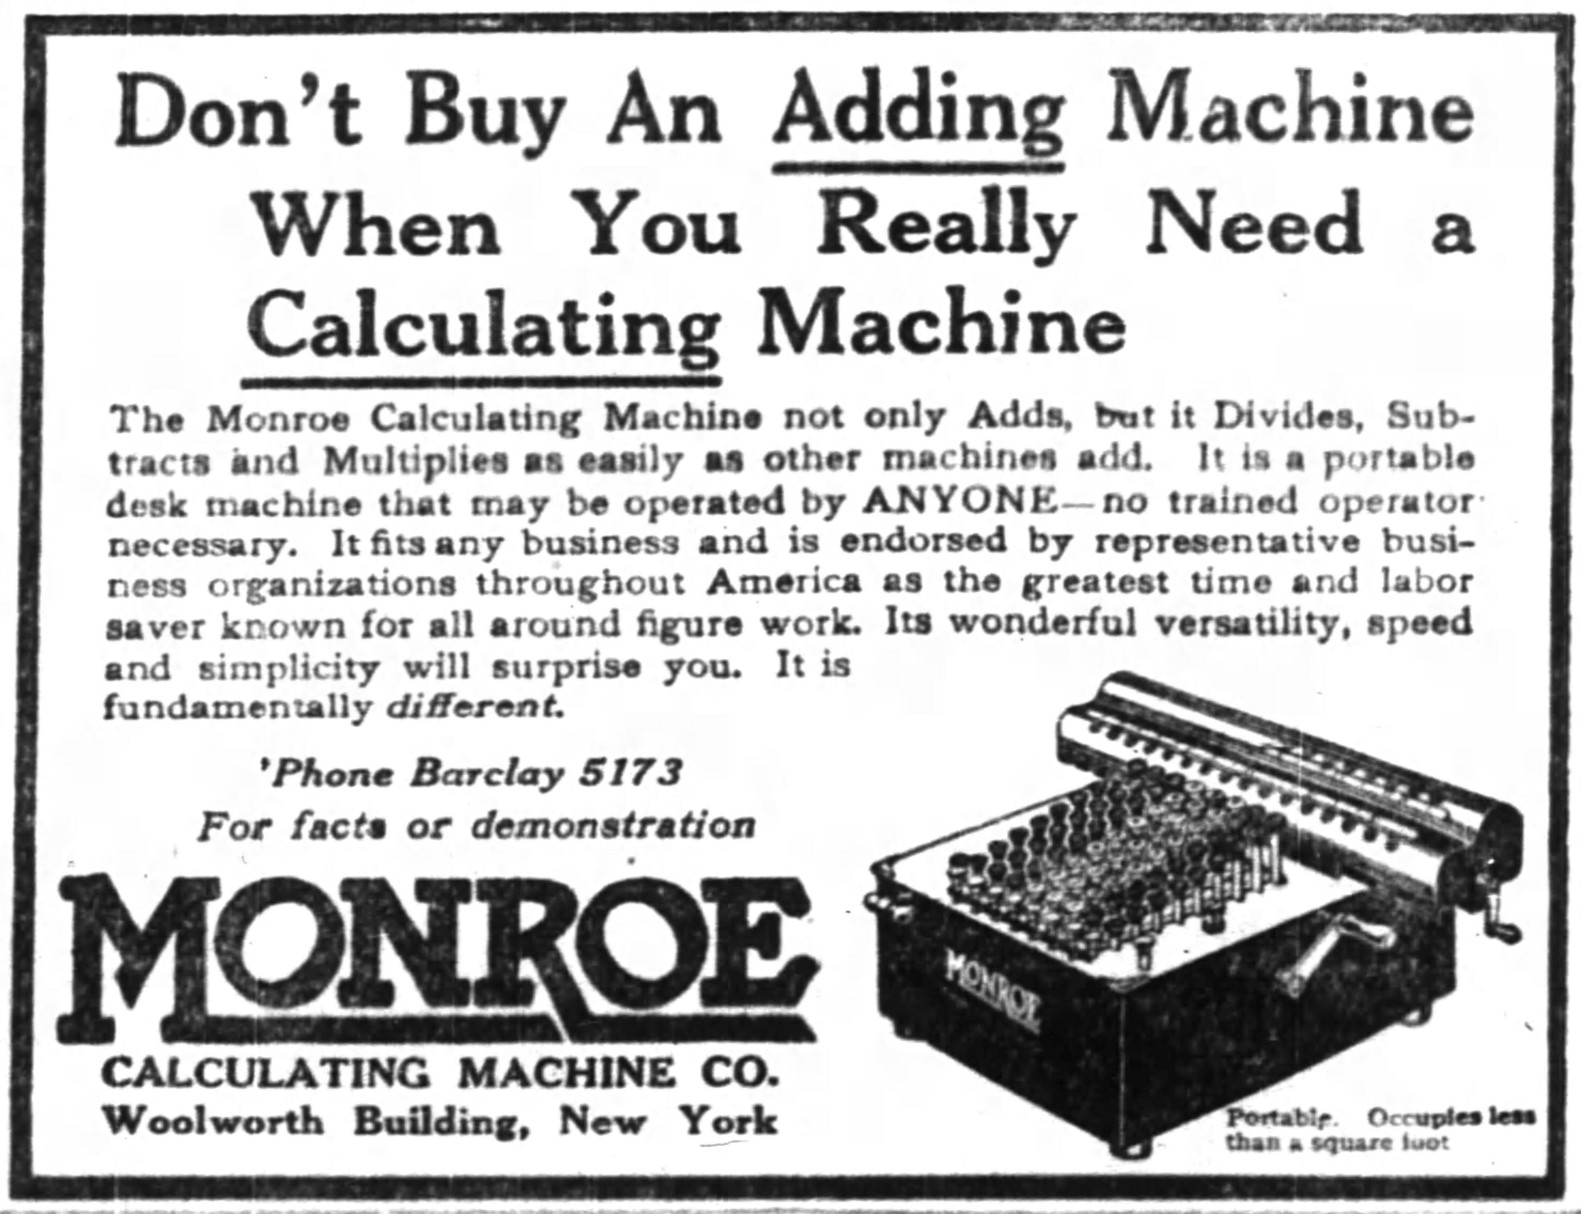 Don't Buy An Adding Machine
When You Really Need a
Calculating Machine
The Monroe Calculating Machine not only Adds, but it Divides, Sub-
tracts and Multiplies as easily as other machines add. It is a portable
desk machine that may be operated by ANYONE—no trained operator
necessary. It fits any business and is endorsed by representative busi-
ness organizations throughout America as the greatest time and labor
saver known for all around figure work. Its wonderful versatility, speed
and simplicity will surprise you. It is
fundamentally different.
'Phone Barclay 5173
For facts or demonstration
MONROE
CALCULATING MACHINE CO.
Woolworth Building, New York
MONROE
Portable. Occupies less
than a square foot